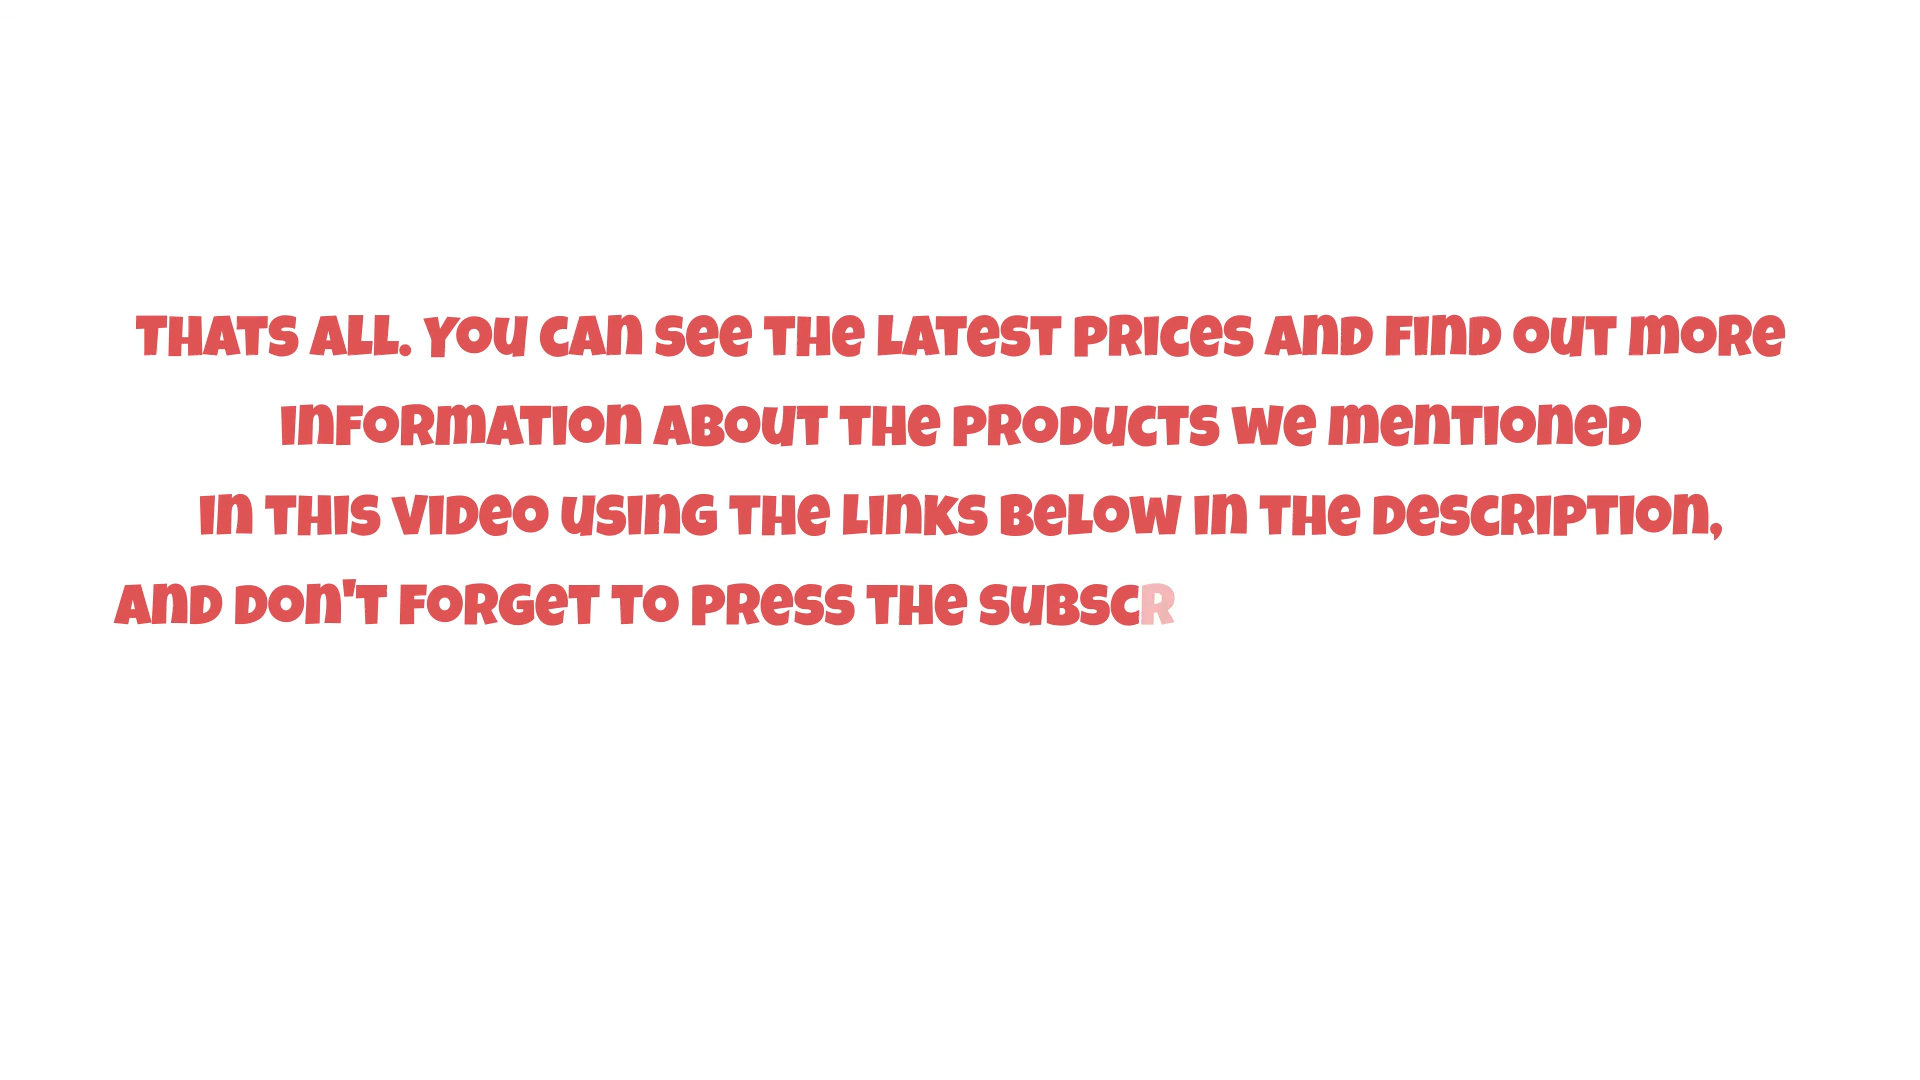 THATS ALL. YOU CAN SEE THE LATEST PRICES AND FIND OUT MORE
INFORMATION ABOUT THE PRODUCTS WE MENTIONED
IN THIS VIDEO USING THE LINKS BELOW IN THE DESCRIPTION,
AND DON'T FORGET TO PRESS THE SUBSCR